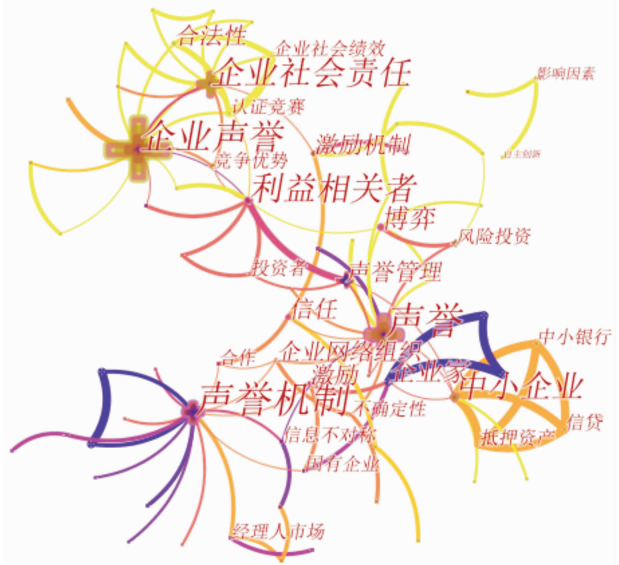 合法性
企业社会绩效
企业社会责任
影响因素
认证竞赛
企业声誉
激励机制
竞争优势
自主创新
利益相关者
博弈
风险投资
投资者
声誉管理
信任
声誉
合作
企业网络组织
中小银行
激励
企业家
中小企业
声誉机制
不确定性
信贷
信息不对称
抵押资产
国有企业
经理人市场